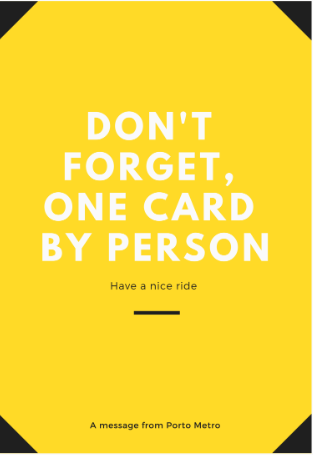 DON'T
FORGET,
ONE CARD
BY PERSON
Have a nice ride
A message from Porto Metro